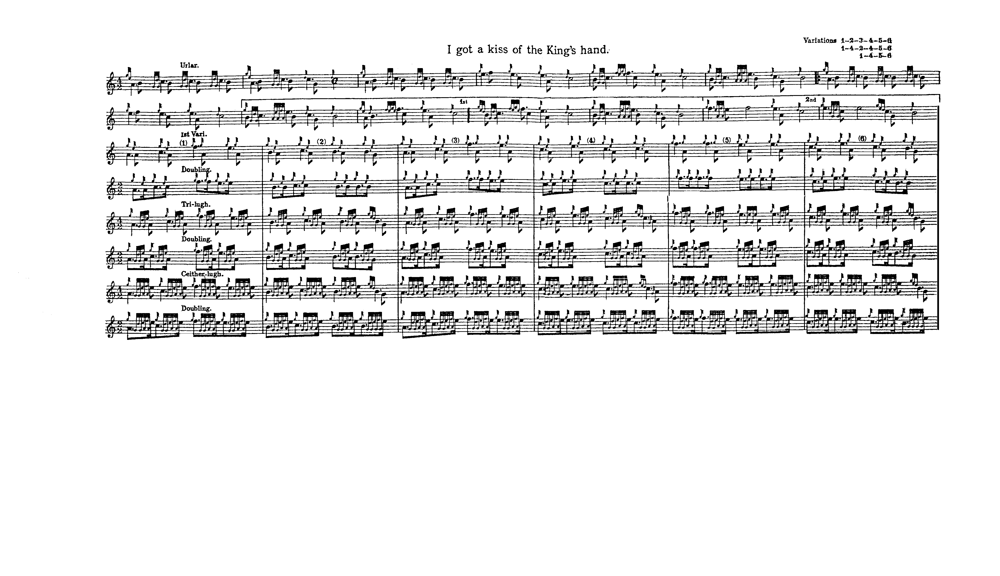 Variations 1-2-3-4-5-6
I got a kiss of the King's hand.
1-4-2-4-5-6
1-4-5-6
Urlar.
1st
2nd
1st Vari.
(1) (2) (3) (4) (5) (6)
Doubling.
Tri-lugh.
Doubling.
Ceither-lugh.
Doubling.